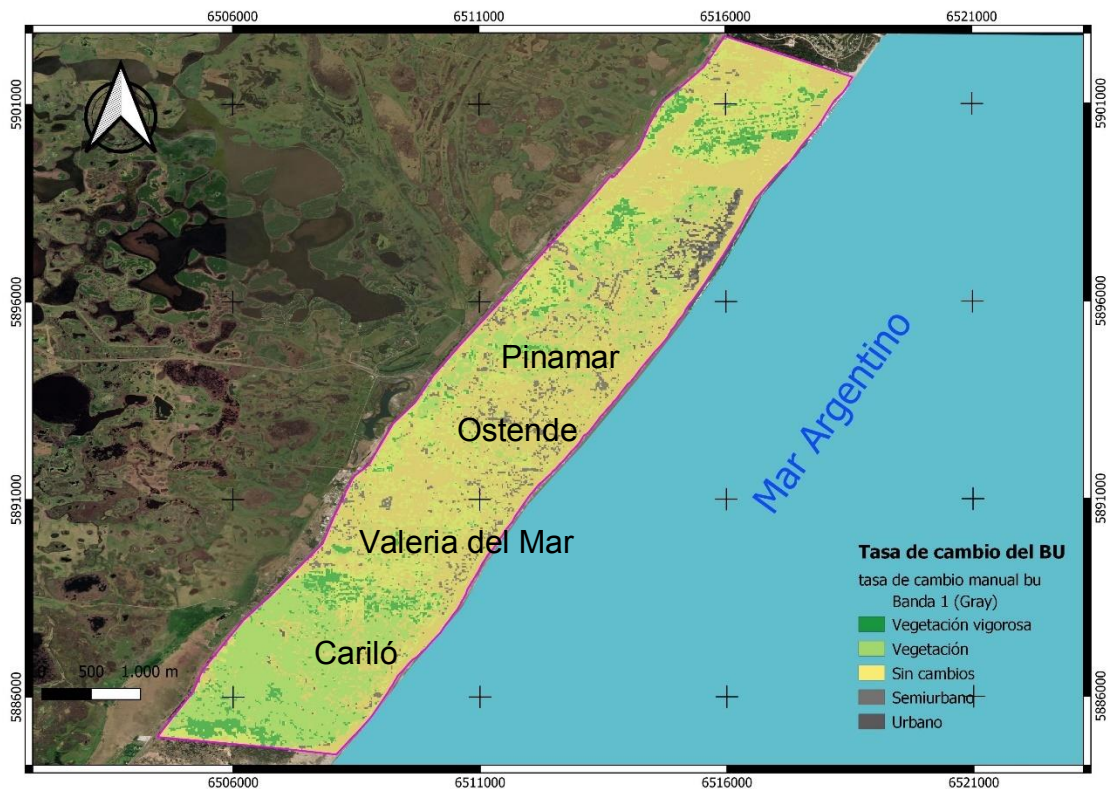 6506000 6511000 6516000 6521000
5901000 5901000
5896000 5896000
Pinamar
Ostende
Mar Argentino
5891000 5891000
Valeria del Mar
Tasa de cambio del BU
tasa de cambio manual bu
Banda 1 (Gray)
Vegetación vigorosa
Vegetación
Sin cambios
Semiurbano
Urbano
Cariló
0 500 1.000 m
5886000 5886000
6506000 6511000 6516000 6521000